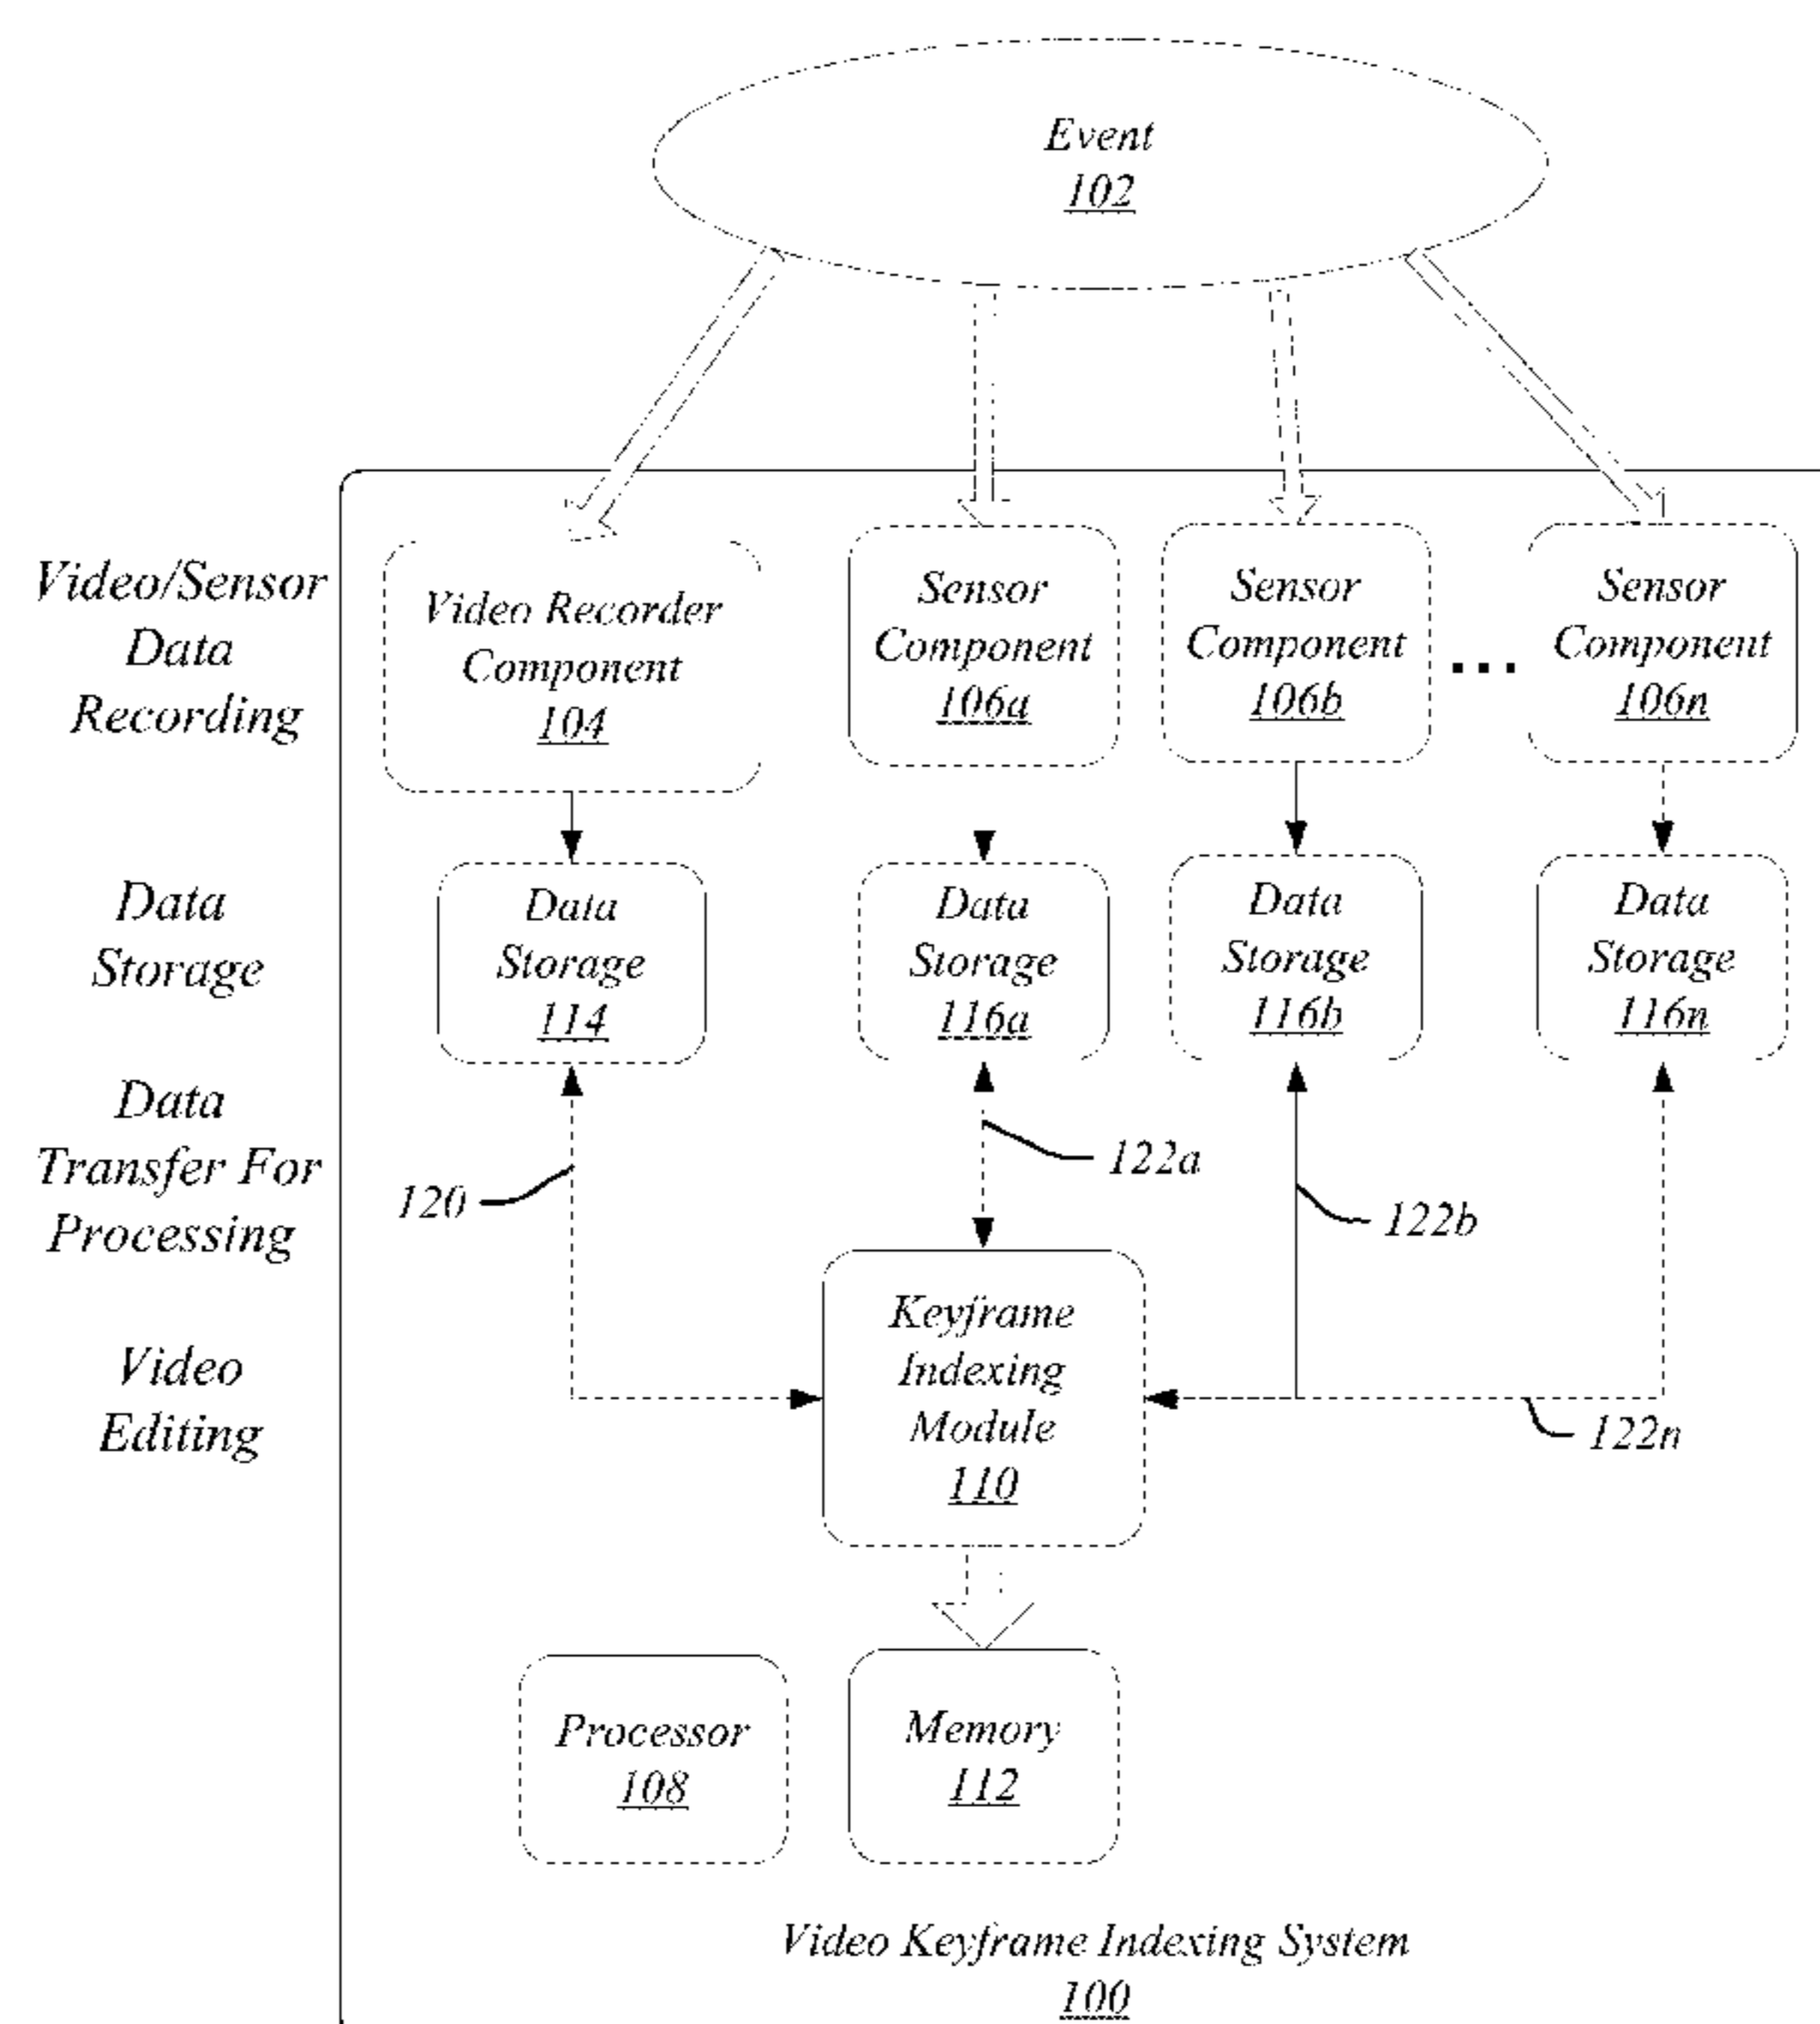 Event
102
Video/Sensor
Data
Recording
Video Recorder
Component
104
Sensor
Component
106a
Sensor
Component
106b
...
Sensor
Component
106n
Data
Storage
Data
Storage
114
Data
Storage
116a
Data
Storage
116b
Data
Storage
116n
Data
Transfer For
Processing
120
122a
122b
122n
Video
Editing
Keyframe
Indexing
Module
110
Processor
108
Memory
112
Video Keyframe Indexing System
100